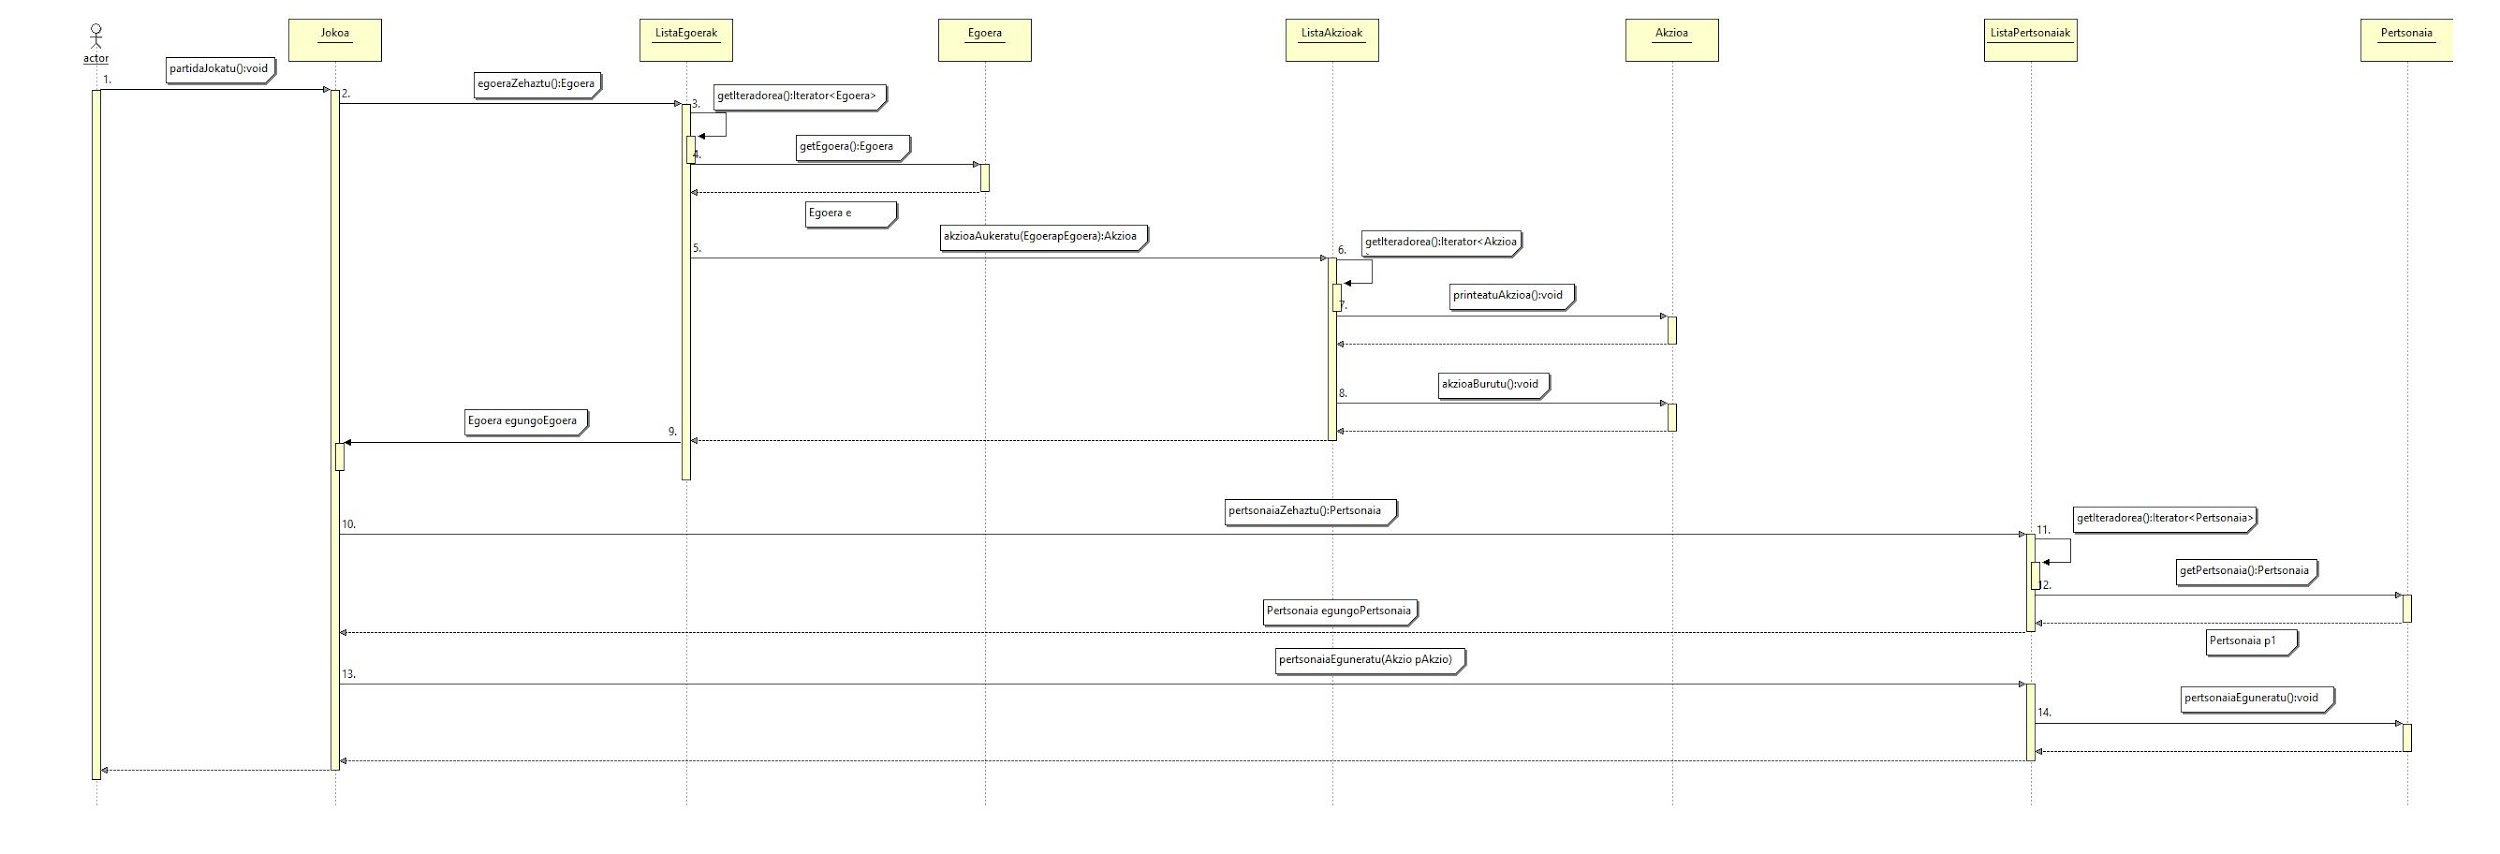 Jokoa
ListaEgoerak
Egoera
ListaAkzioak
Akzioa
ListaPertsonaiak
Pertsonaia
actor
partidaJokatu():void
1.
egoeraZehaztu():Egoera
2.
getIteradorea():Iterator<Egoera>
3.
getEgoera():Egoera
4.
Egoera e
akzioaAukeratu(EgoerapEgoera):Akzioa
5.
getIteradorea():Iterator<Akzioa
6.
printeatuAkzioa():void
7.
akzioaBurutu():void
8.
Egoera egungoEgoera
9.
pertsonaiaZehaztu():Pertsonaia
10.
getIteradorea():Iterator<Pertsonaia>
11.
getPertsonaia():Pertsonaia
12.
Pertsonaia egungoPertsonaia
Pertsonaia p1
pertsonaiaEguneratu(Akzio pAkzio)
13.
pertsonaiaEguneratu():void
14.